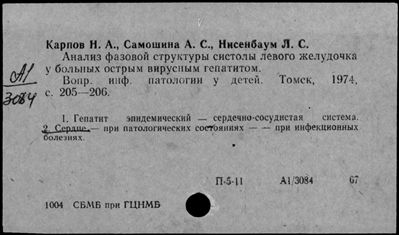 Карпов Н. А., Самошина А. С., Нисенбаум Л. С.
Анализ фазовой структуры систолы левого желудочка
у больных острым вирусным гепатитом.
Вопр. инф. патологии у детей. Томск, 1974,
с. 205—206.
А1
3084
1. Гепатит эпидемический — сердечно-сосудистая система.
2. Сердце — при патологических состояниях — — при инфекционных
болезнях.
П-5-11 А1/3084 67
1004 СБМБ при ГЦНМБ